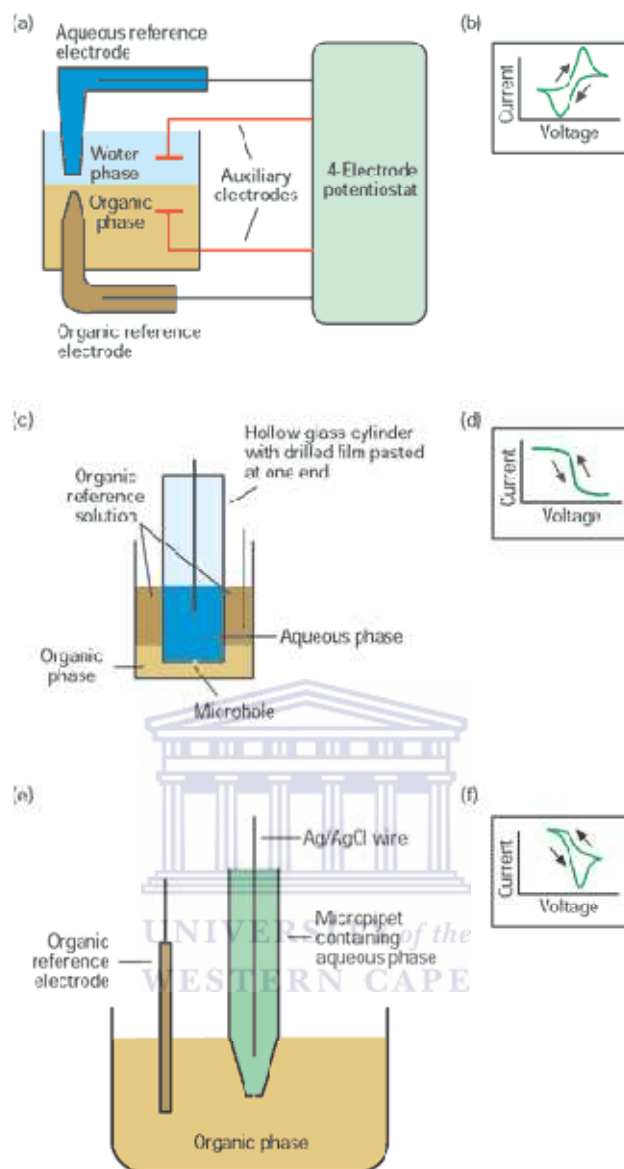 (a)
Aqueous reference
electrode
Water
phase
Organic
phase
Auxiliary
electrodes
4-Electrode
potentiostat
Organic reference
electrode
(b)
Current
Voltage
(c)
Hollow glass cylinder
with drilled film pasted
at one end
Organic
reference
solution
Aqueous phase
Organic
phase
Microhole
(d)
Current
Voltage
(e)
Ag/AgCl wire
Micropipet
containing
aqueous phase
Organic
reference
electrode
Organic phase
(f)
Current
Voltage
UNIVERSITY of the
WESTERN CAPE